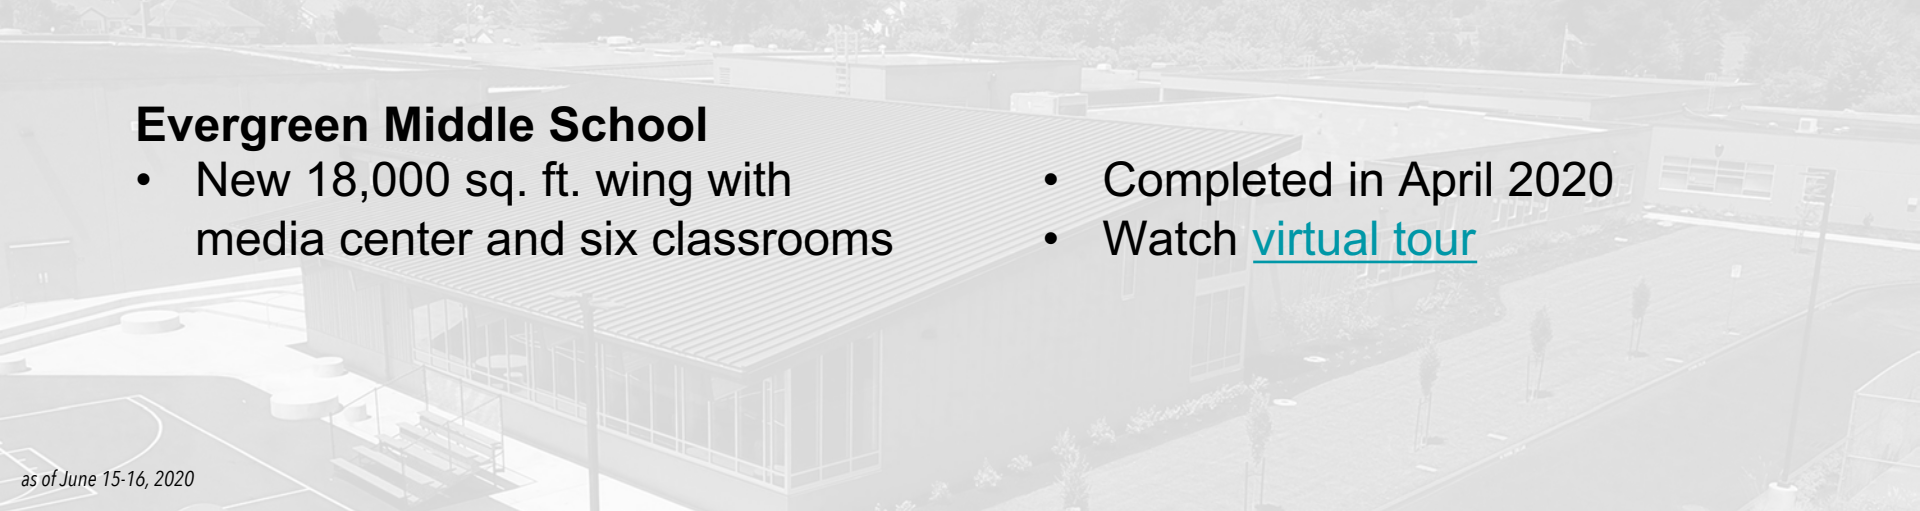 Evergreen Middle School
• New 18,000 sq. ft. wing with
media center and six classrooms
• Completed in April 2020
• Watch virtual tour
as of June 15-16, 2020